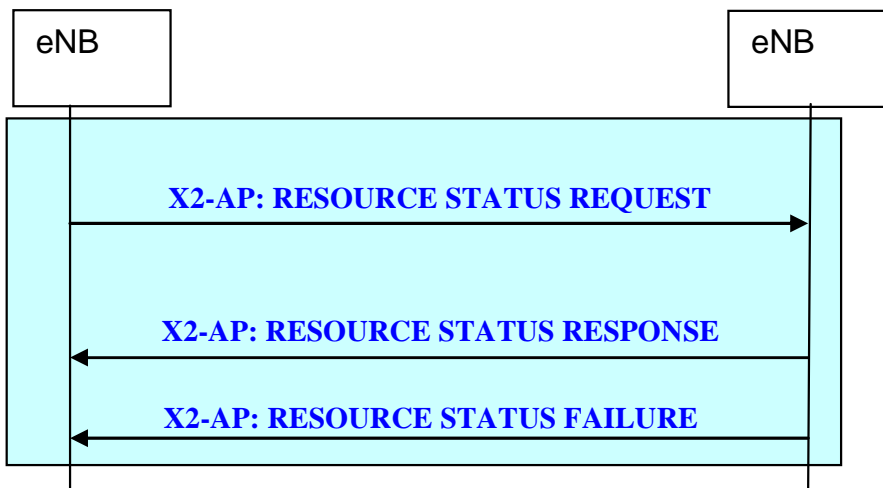 eNB
eNB
X2-AP: RESOURCE STATUS REQUEST
X2-AP: RESOURCE STATUS RESPONSE
X2-AP: RESOURCE STATUS FAILURE